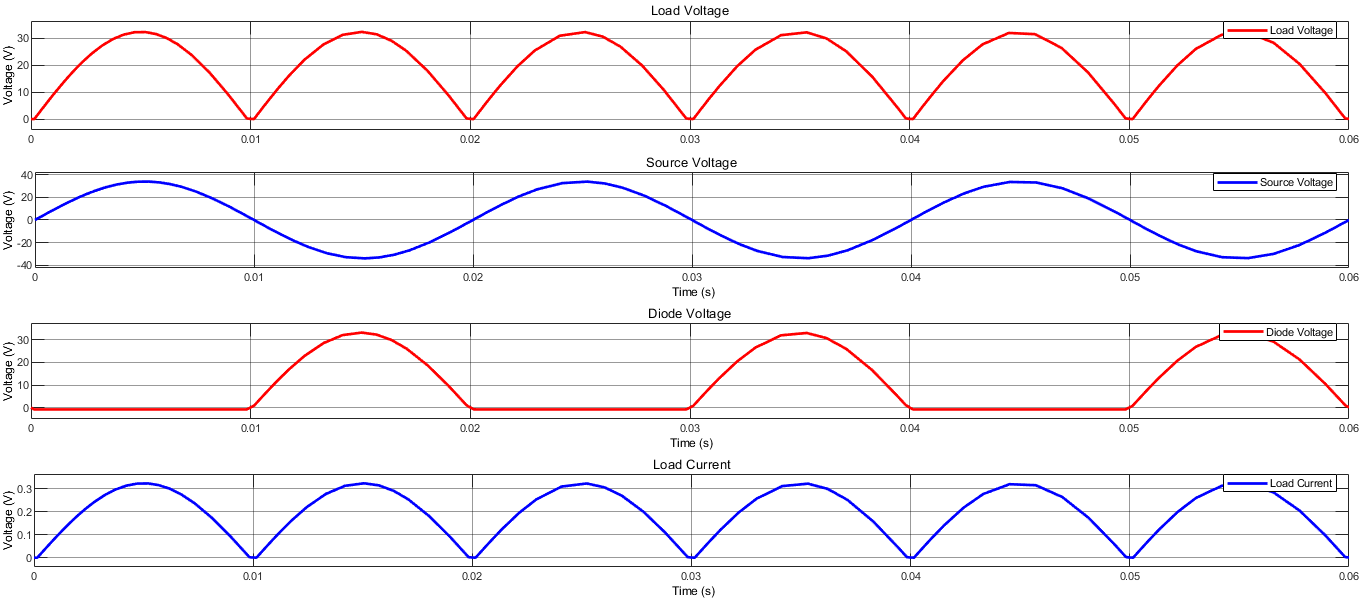 Load Voltage
Voltage (V)
30
20
10
0
Load Voltage
0 0.01 0.02 0.03 0.04 0.05 0.06
Source Voltage
Voltage (V)
40
20
0
-20
-40
Source Voltage
0 0.01 0.02 0.03 0.04 0.05 0.06
Time (s)
Diode Voltage
Voltage (V)
30
20
10
0
Diode Voltage
0 0.01 0.02 0.03 0.04 0.05 0.06
Time (s)
Load Current
Voltage (V)
0.3
0.2
0.1
0
Load Current
0 0.01 0.02 0.03 0.04 0.05 0.06
Time (s)